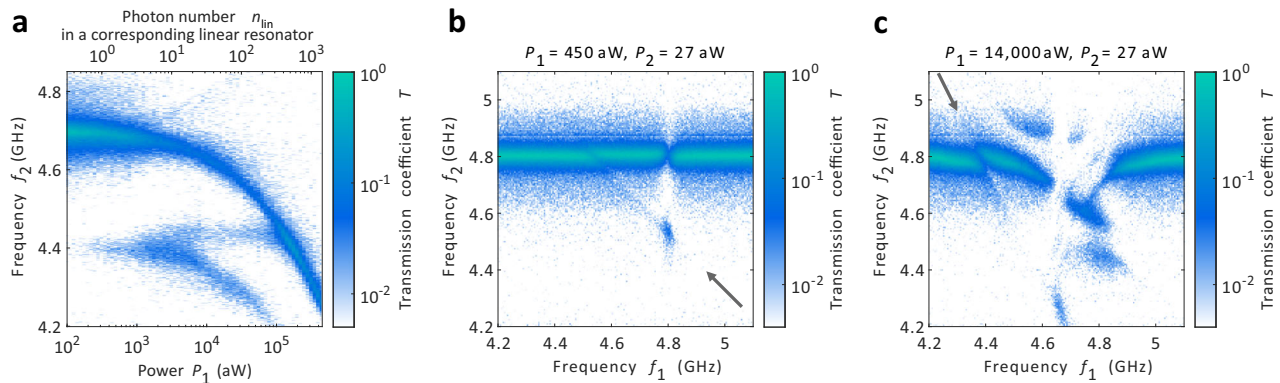 a
Photon number n_lin
in a corresponding linear resonator
10^0 10^1 10^2 10^3
Frequency f_2 (GHz)
4.8
4.6
4.4
4.2
10^2 10^3 10^4 10^5
Power P_1 (aW)
10^0
10^-1
10^-2
Transmission coefficient T
b
P_1 = 450 aW, P_2 = 27 aW
Frequency f_2 (GHz)
5
4.8
4.6
4.4
4.2
4.2 4.4 4.6 4.8 5
Frequency f_1 (GHz)
10^0
10^-1
10^-2
Transmission coefficient T
c
P_1 = 14,000 aW, P_2 = 27 aW
Frequency f_2 (GHz)
5
4.8
4.6
4.4
4.2
4.2 4.4 4.6 4.8 5
Frequency f_1 (GHz)
10^0
10^-1
10^-2
Transmission coefficient T